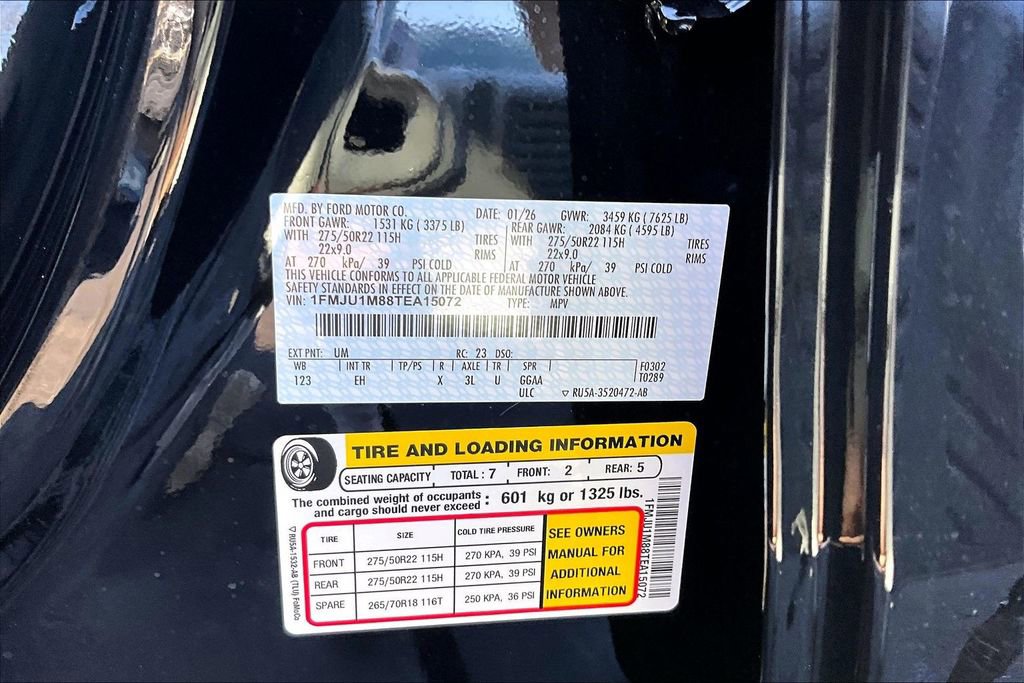 MFD. BY FORD MOTOR CO. DATE: 01/26 GVWR: 3459 KG ( 7625 LB)
FRONT GAWR: 1531 KG ( 3375 LB) REAR GAWR: 2084 KG ( 4595 LB)
WITH 275/50R22 115H TIRES WITH 275/50R22 115H TIRES
22x9.0 RIMS 22x9.0 RIMS
AT 270 kPa/ 39 PSI COLD AT 270 kPa/ 39 PSI COLD
THIS VEHICLE CONFORMS TO ALL APPLICABLE FEDERAL MOTOR VEHICLE
SAFETY STANDARDS IN EFFECT ON THE DATE OF MANUFACTURE SHOWN ABOVE.
VIN: 1FMJU1M88TEA15072 TYPE: MPV
EXT PNT: UM RC: 23 DSO:
WB INT TR TP/PS R AXLE TR SPR F0302
123 EH X 3L U GGAA T0289
ULC ▽ RU5A-3520472-AB
TIRE AND LOADING INFORMATION
SEATING CAPACITY TOTAL: 7 FRONT: 2 REAR: 5
The combined weight of occupants and cargo should never exceed : 601 kg or 1325 lbs.
TIRE SIZE COLD TIRE PRESSURE
FRONT 275/50R22 115H 270 KPA, 39 PSI
REAR 275/50R22 115H 270 KPA, 39 PSI
SPARE 265/70R18 116T 250 KPA, 36 PSI
SEE OWNERS
MANUAL FOR
ADDITIONAL
INFORMATION
▽ RU5A-1532-AB (TLU) FoMoCo
1FMJU1M88TEA15072